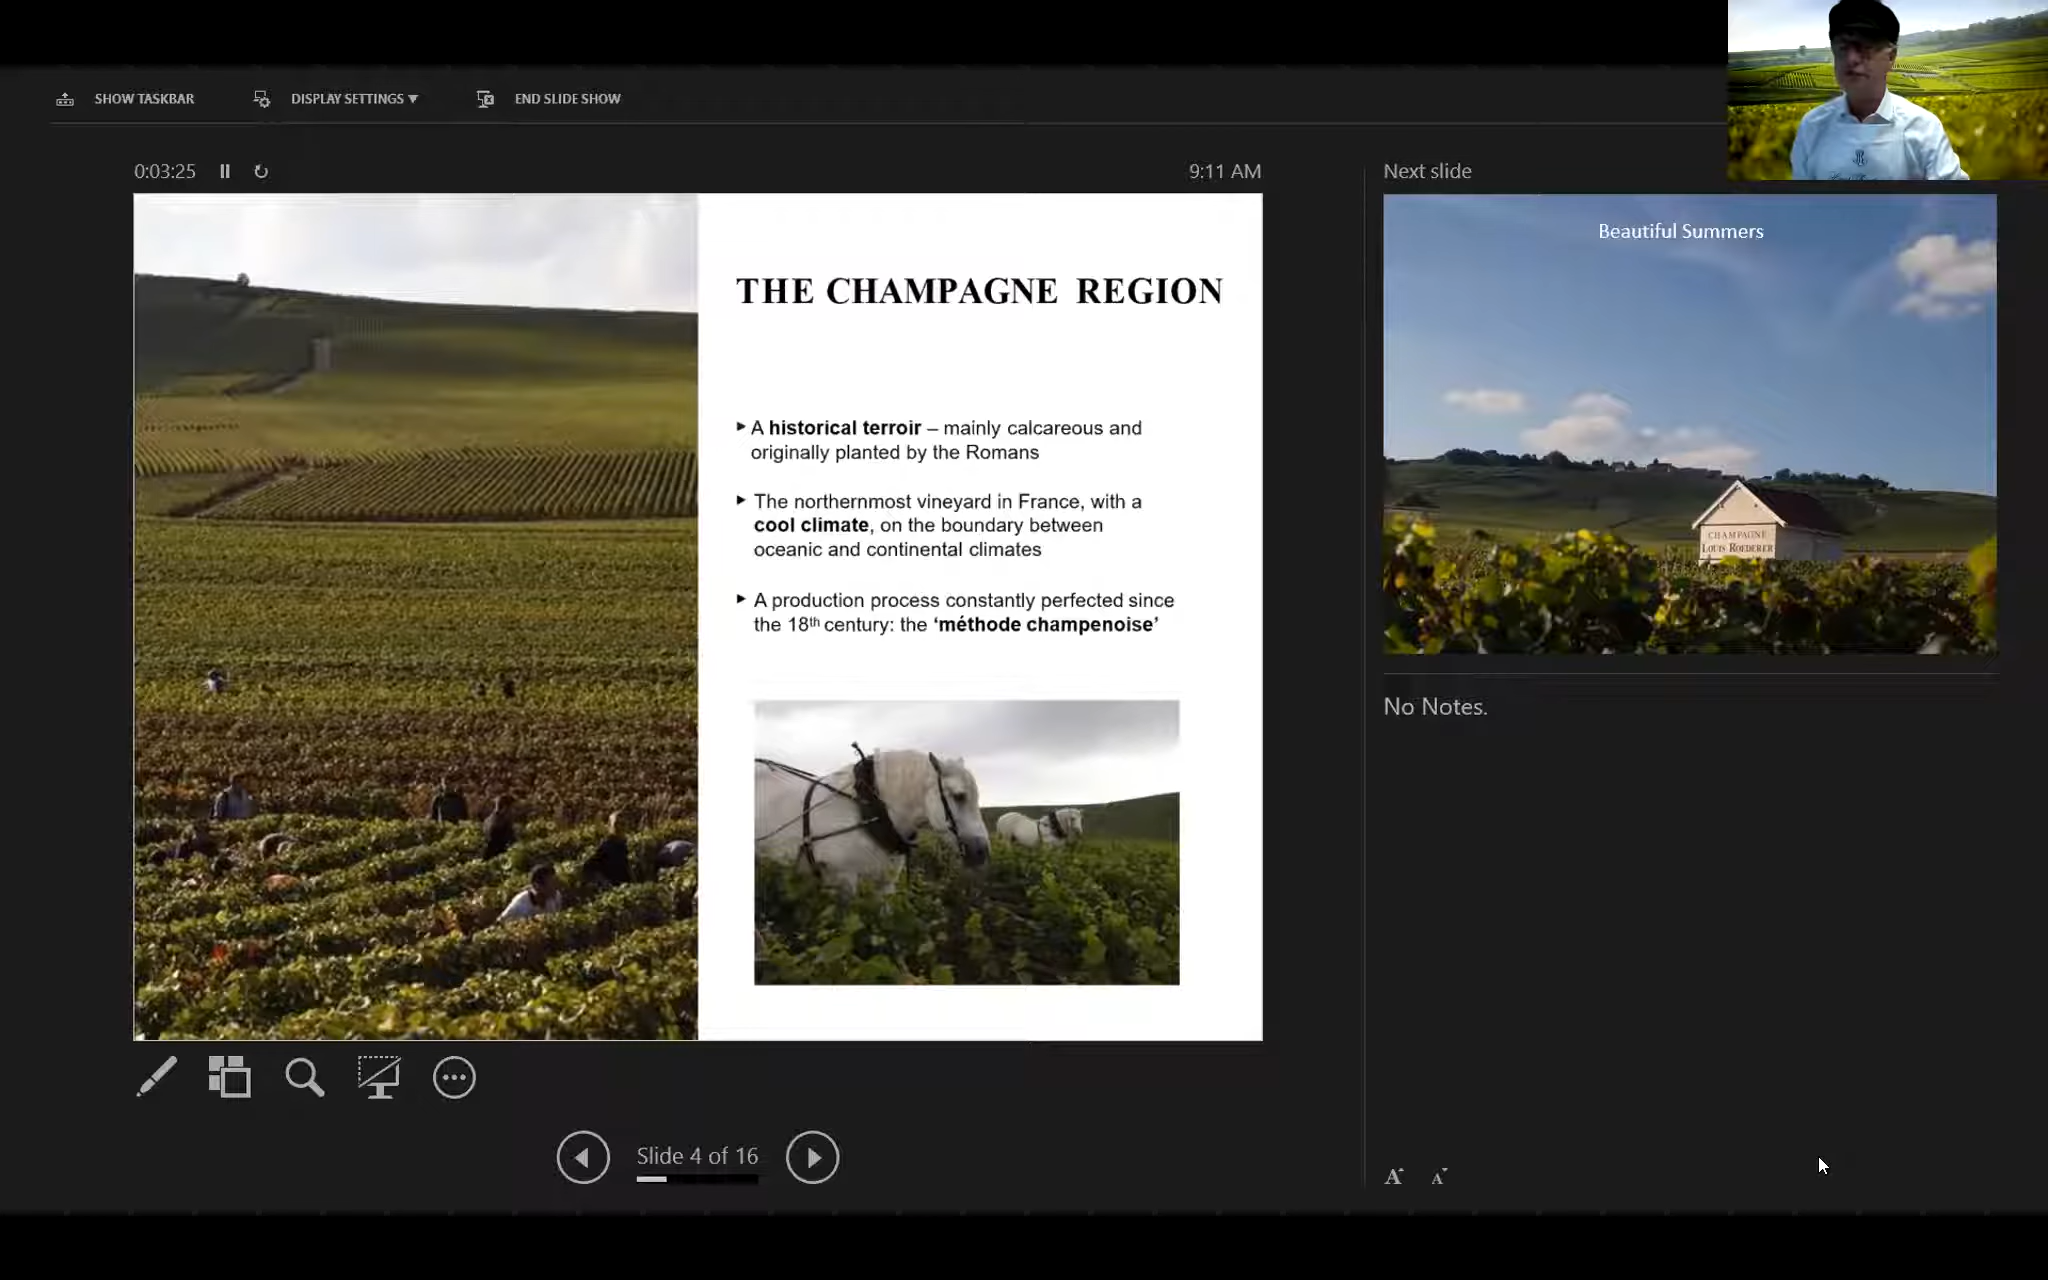 SHOW TASKBAR
DISPLAY SETTINGS ▼
END SLIDE SHOW
0:03:25
9:11 AM
THE CHAMPAGNE REGION
A historical terroir – mainly calcareous and
originally planted by the Romans
The northernmost vineyard in France, with a
cool climate, on the boundary between
oceanic and continental climates
A production process constantly perfected since
the 18th century: the ‘méthode champenoise’
Slide 4 of 16
Next slide
Beautiful Summers
CHAMPAGNE
LOUIS ROEDERER
No Notes.
A A